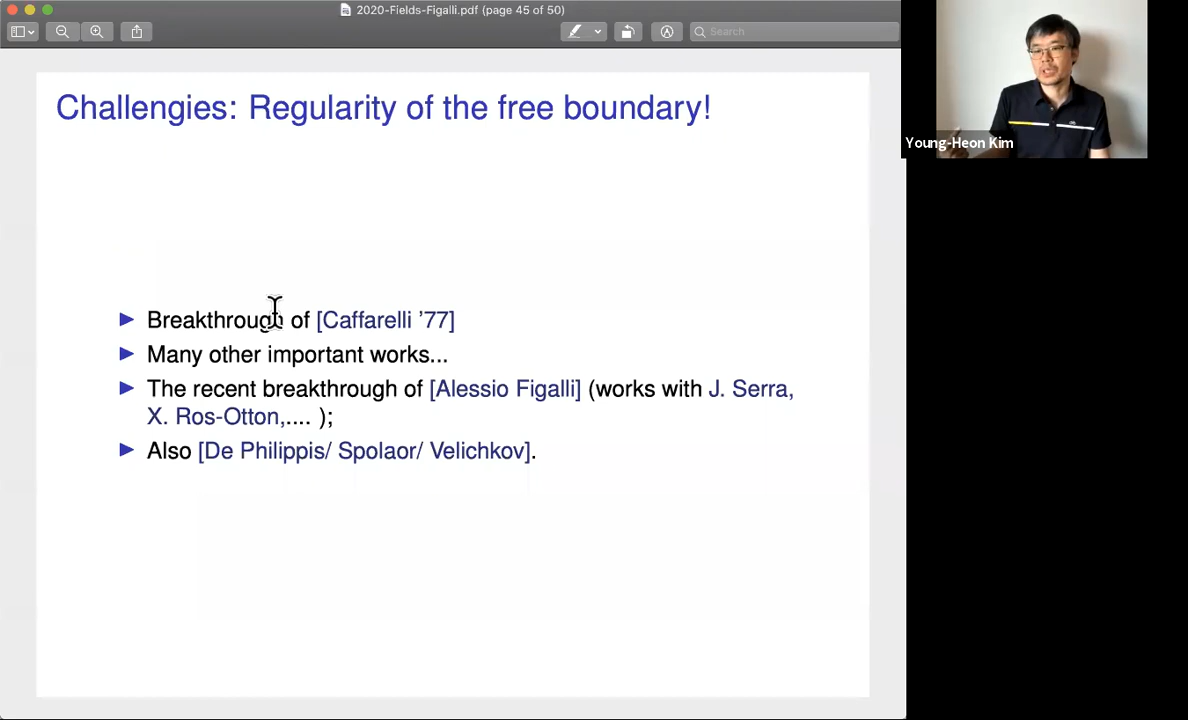 2020-Fields-Figalli.pdf (page 45 of 50)
Search
Challengies: Regularity of the free boundary!
Breakthrough of [Caffarelli ’77]
Many other important works...
The recent breakthrough of [Alessio Figalli] (works with J. Serra,
X. Ros-Otton,.... );
Also [De Philippis/ Spolaor/ Velichkov].
Young-Heon Kim